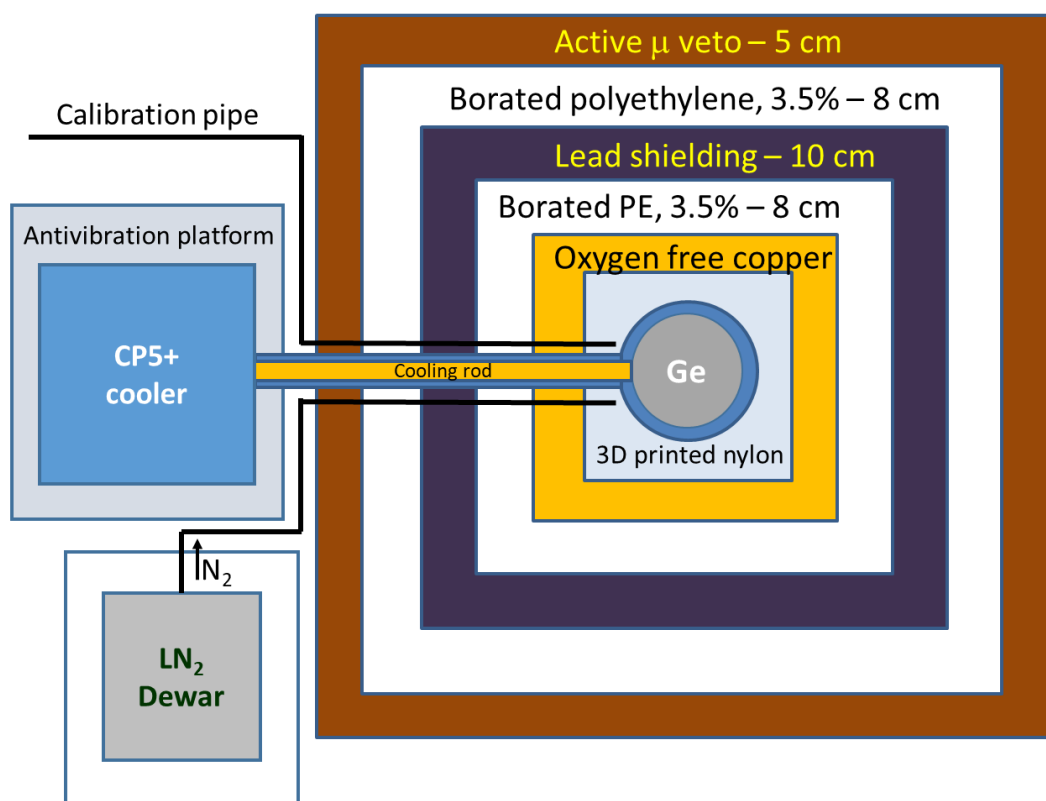 Active μ veto – 5 cm
Borated polyethylene, 3.5% – 8 cm
Calibration pipe
Lead shielding – 10 cm
Borated PE, 3.5% – 8 cm
Antivibration platform
Oxygen free copper
CP5+
cooler
Cooling rod
Ge
3D printed nylon
N₂
LN₂
Dewar